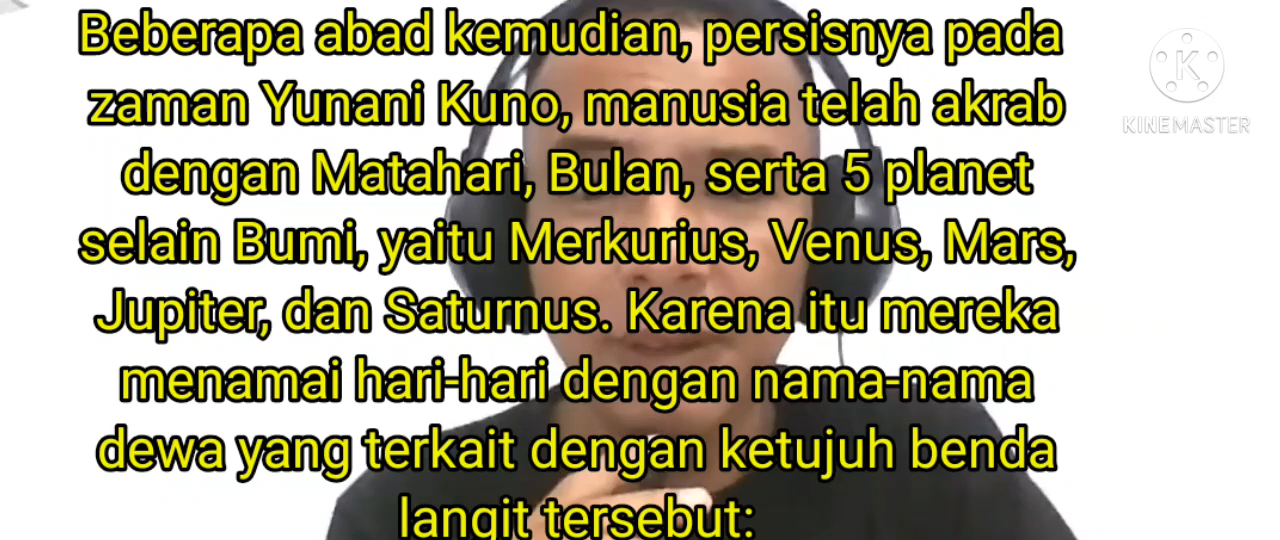 Beberapa abad kemudian, persisnya pada
zaman Yunani Kuno, manusia telah akrab
dengan Matahari, Bulan, serta 5 planet
selain Bumi, yaitu Merkurius, Venus, Mars,
Jupiter, dan Saturnus. Karena itu mereka
menamai hari-hari dengan nama-nama
dewa yang terkait dengan ketujuh benda
langit tersebut:
K
KINEMASTER